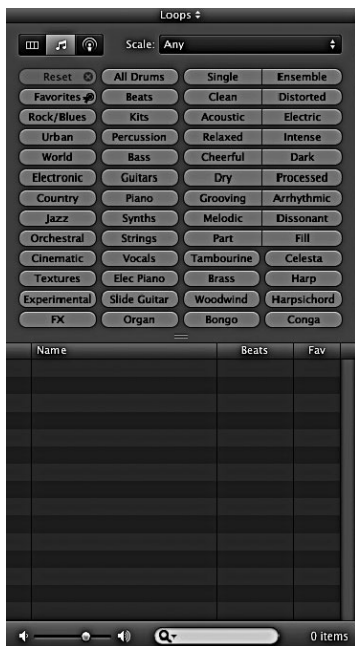 Loops
Scale: Any
Reset All Drums Single Ensemble
Favorites Beats Clean Distorted
Rock/Blues Kits Acoustic Electric
Urban Percussion Relaxed Intense
World Bass Cheerful Dark
Electronic Guitars Dry Processed
Country Piano Grooving Arrhythmic
Jazz Synths Melodic Dissonant
Orchestral Strings Part Fill
Cinematic Vocals Tambourine Celesta
Textures Elec Piano Brass Harp
Experimental Slide Guitar Woodwind Harpsichord
FX Organ Bongo Conga
Name Beats Fav
0 items